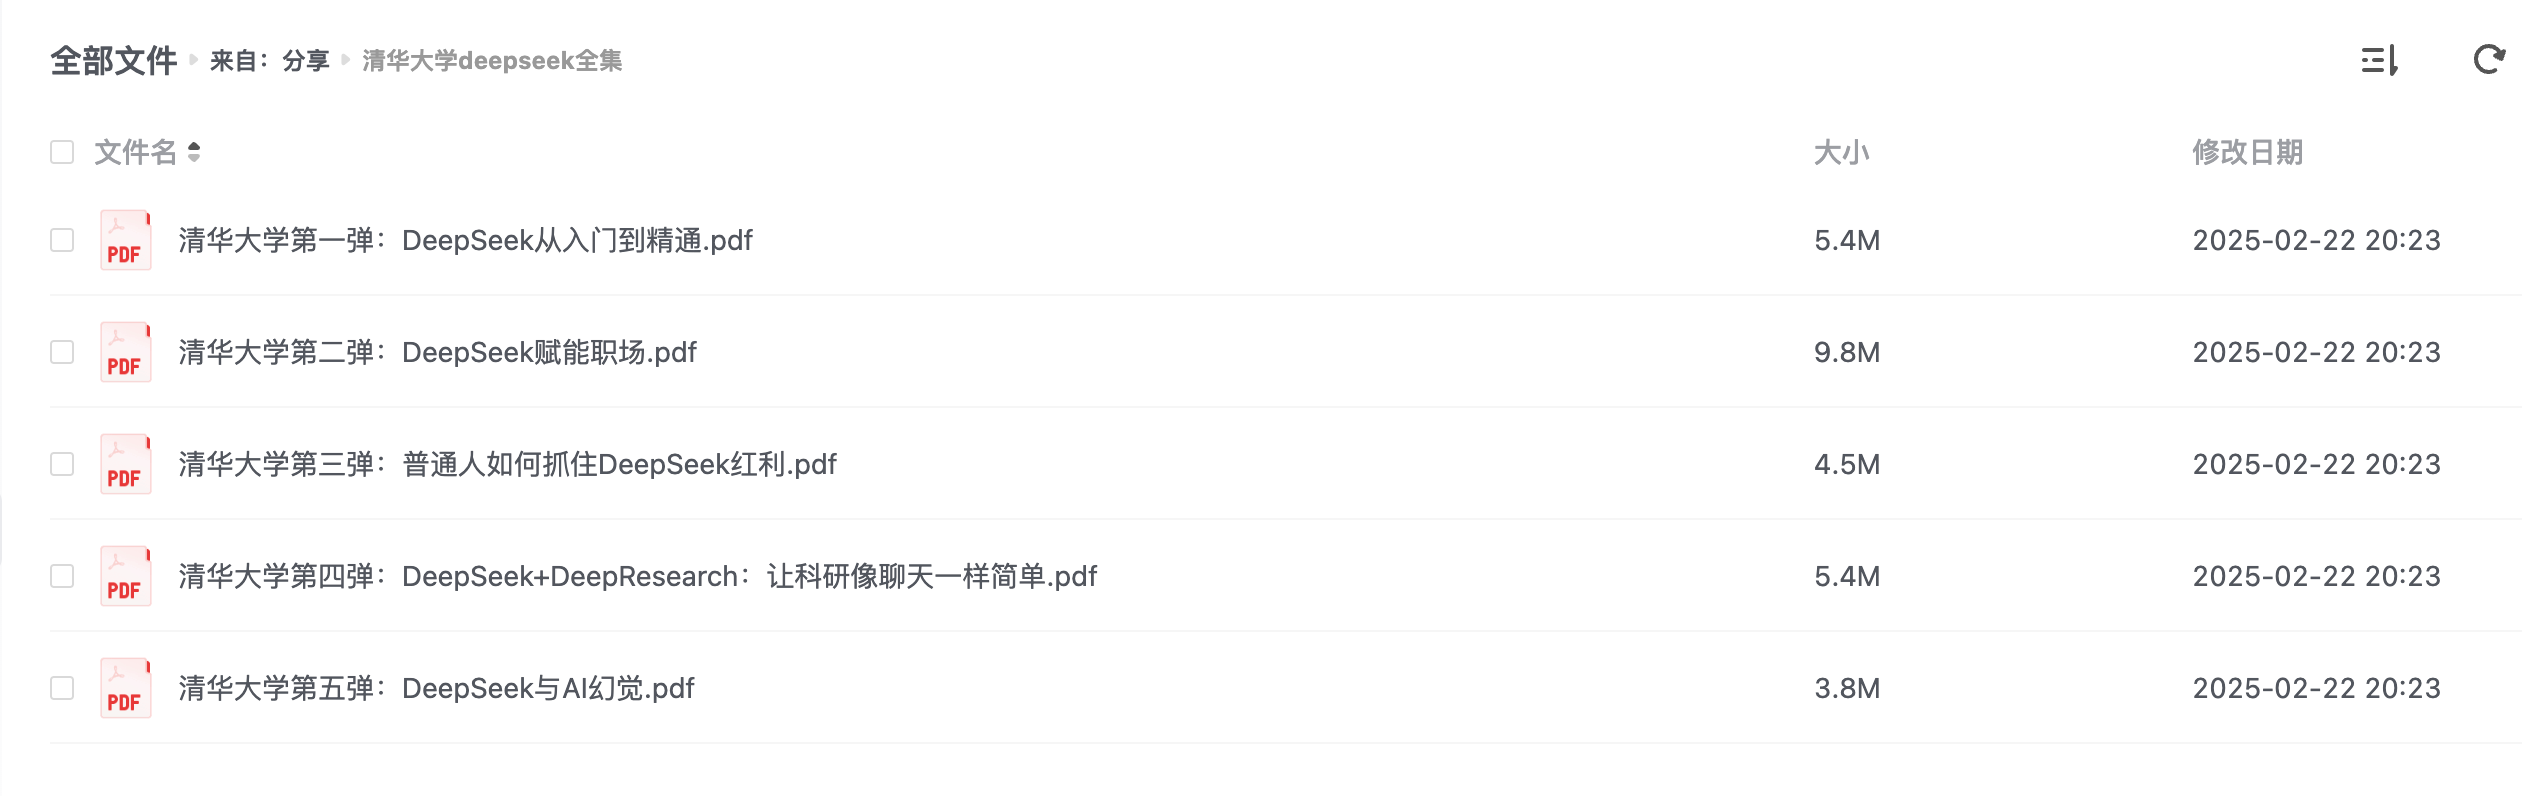 全部文件 来自：分享 清华大学deepseek全集
文件名 大小 修改日期
PDF 清华大学第一弹：DeepSeek从入门到精通.pdf 5.4M 2025-02-22 20:23
PDF 清华大学第二弹：DeepSeek赋能职场.pdf 9.8M 2025-02-22 20:23
PDF 清华大学第三弹：普通人如何抓住DeepSeek红利.pdf 4.5M 2025-02-22 20:23
PDF 清华大学第四弹：DeepSeek+DeepResearch：让科研像聊天一样简单.pdf 5.4M 2025-02-22 20:23
PDF 清华大学第五弹：DeepSeek与AI幻觉.pdf 3.8M 2025-02-22 20:23